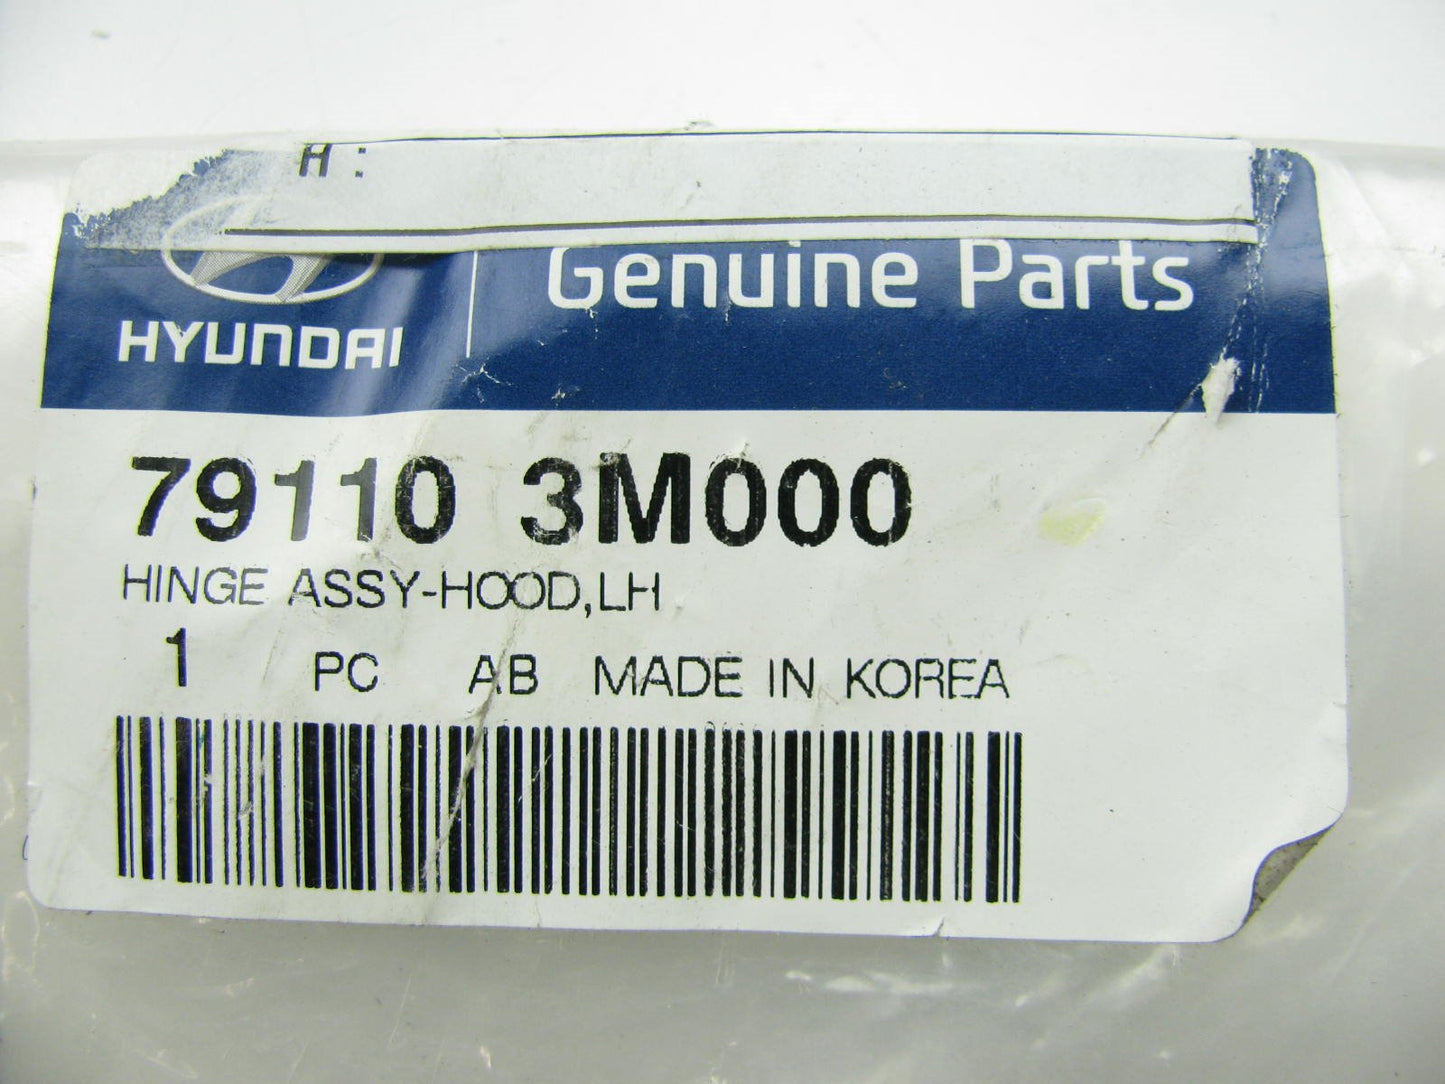 H :
HYUNDAI
Genuine Parts
79110 3M000
HINGE ASSY-HOOD,LH
1 PC AB MADE IN KOREA